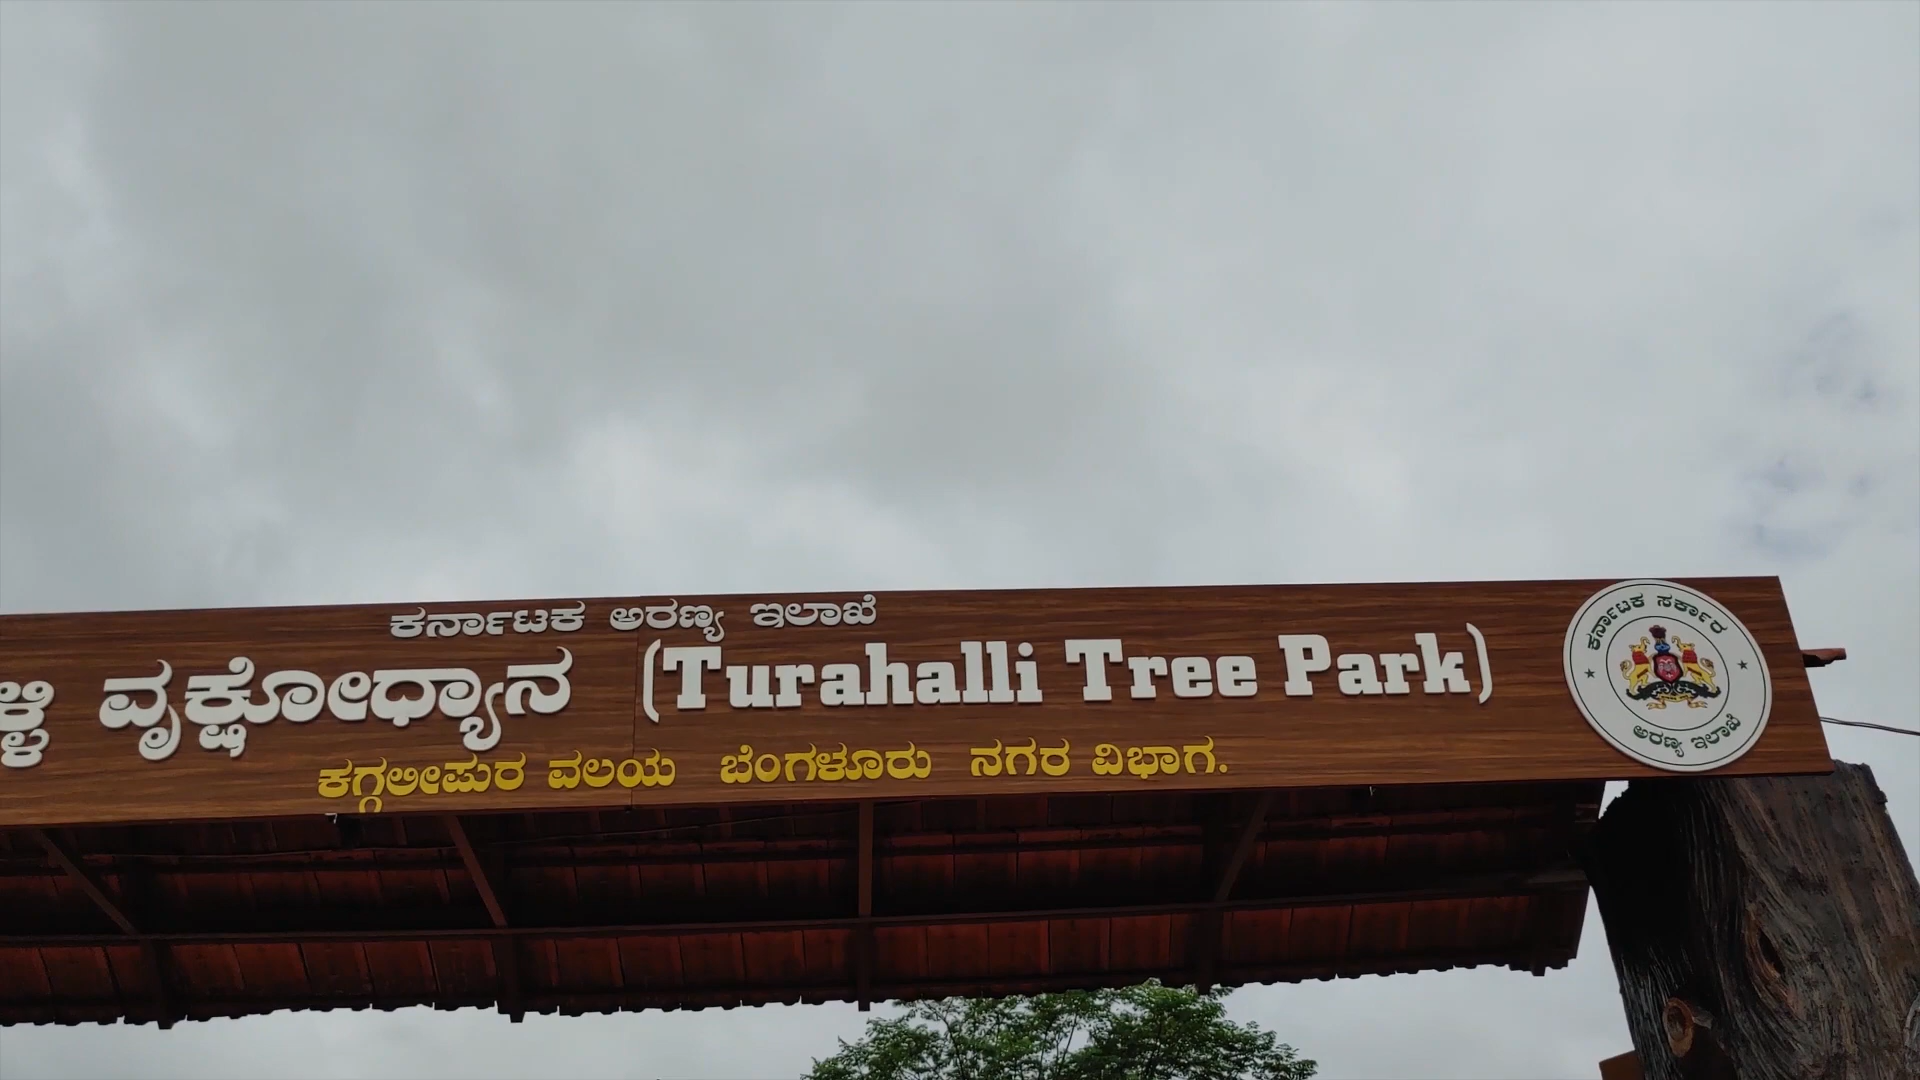 ಕರ್ನಾಟಕ ಅರಣ್ಯ ಇಲಾಖೆ
ವೃಕ್ಷೋಧ್ಯಾನ (Turahalli Tree Park)
ಕಗ್ಗಲೀಪುರ ವಲಯ ಬೆಂಗಳೂರು ನಗರ ವಿಭಾಗ.
ಕರ್ನಾಟಕ ಸರ್ಕಾರ
ಅರಣ್ಯ ಇಲಾಖೆ